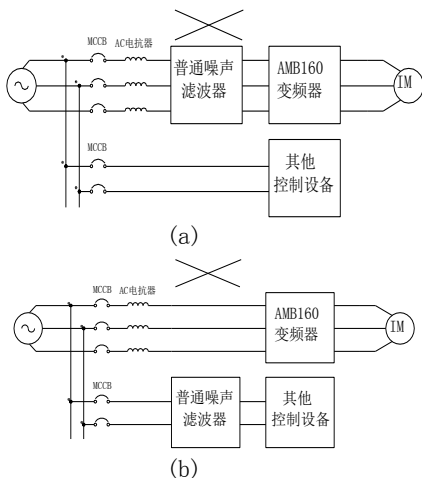 MCCB AC电抗器
普通噪声
滤波器
AMB160
变频器
IM
MCCB
其他
控制设备
(a)
MCCB AC电抗器
AMB160
变频器
IM
MCCB
普通噪声
滤波器
其他
控制设备
(b)